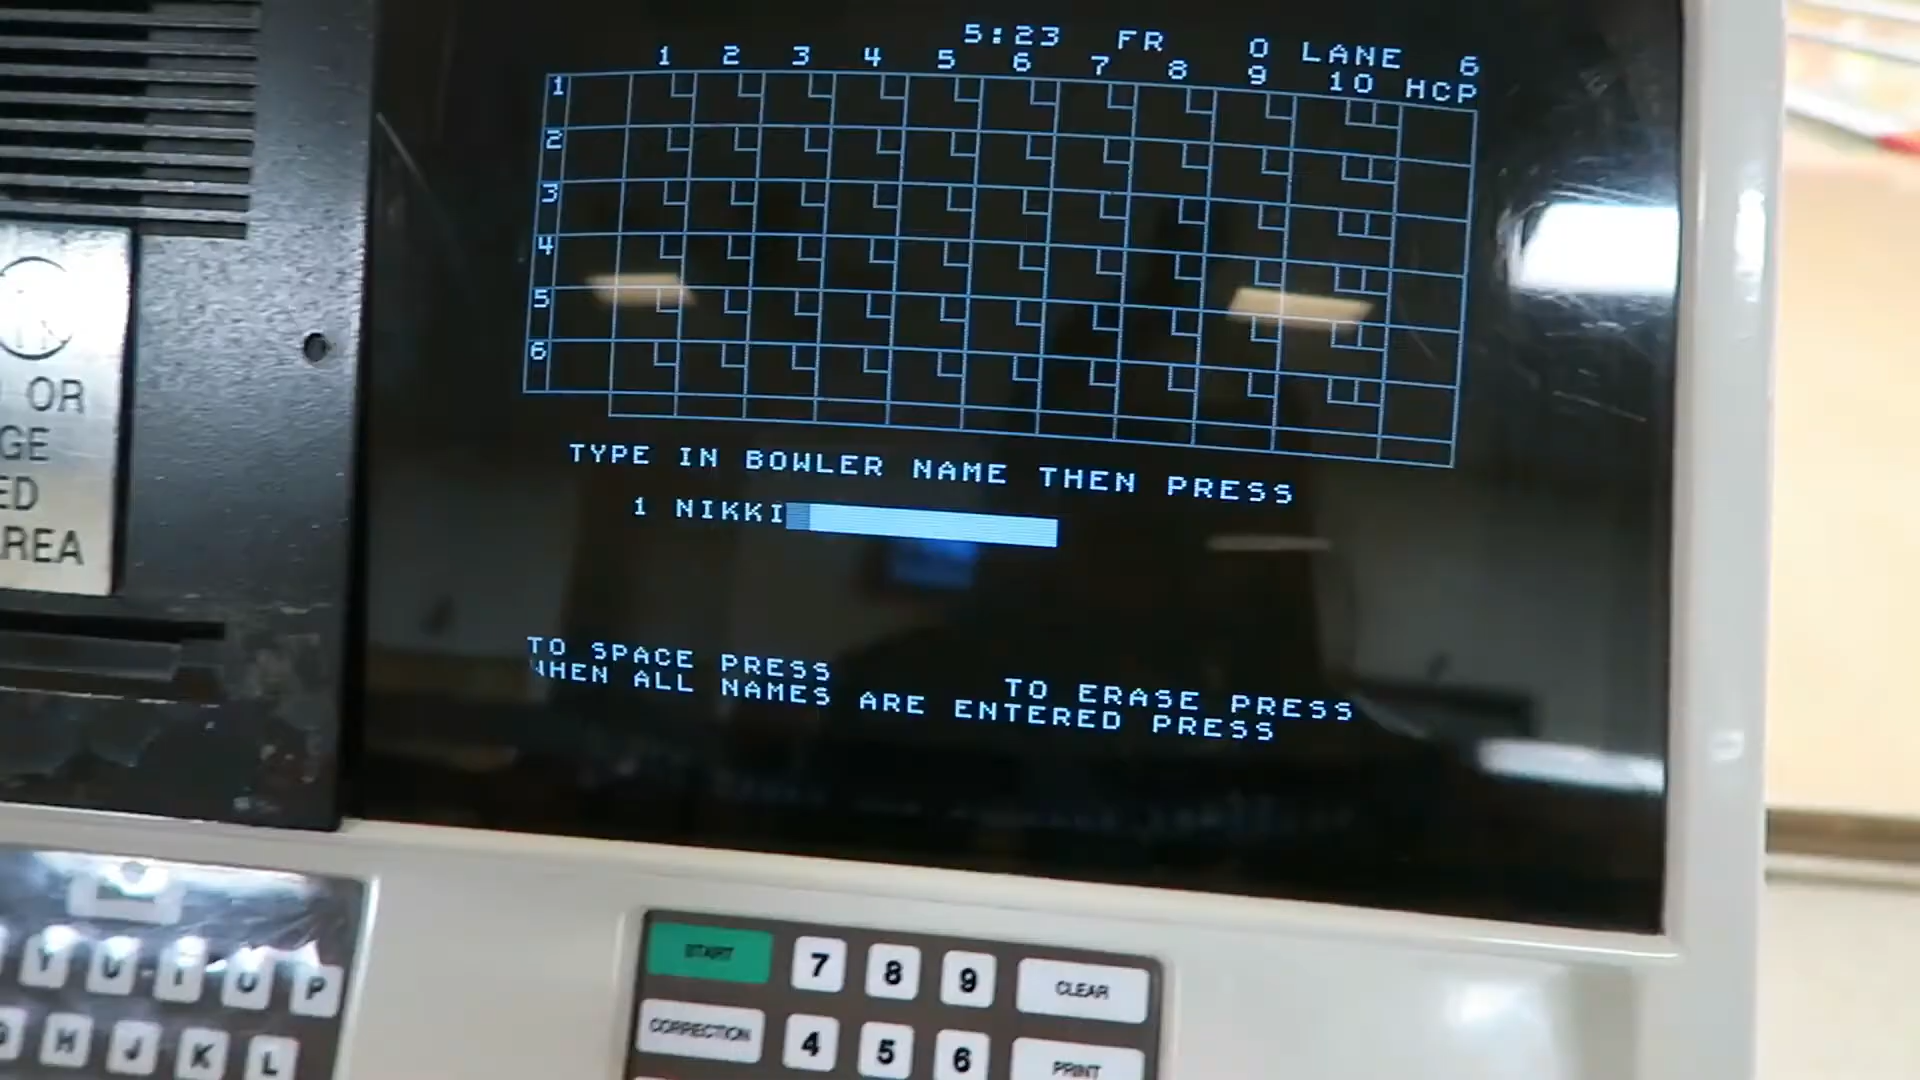 5:23 FR 0 LANE 6
1 2 3 4 5 6 7 8 9 10 HCP
1
2
3
4
5
6
TYPE IN BOWLER NAME THEN PRESS
1 NIKKI
TO SPACE PRESS TO ERASE PRESS
WHEN ALL NAMES ARE ENTERED PRESS
OR
GE
ED
AREA
Y U I O P
H J K L
START 7 8 9 CLEAR
CORRECTION 4 5 6 PRINT